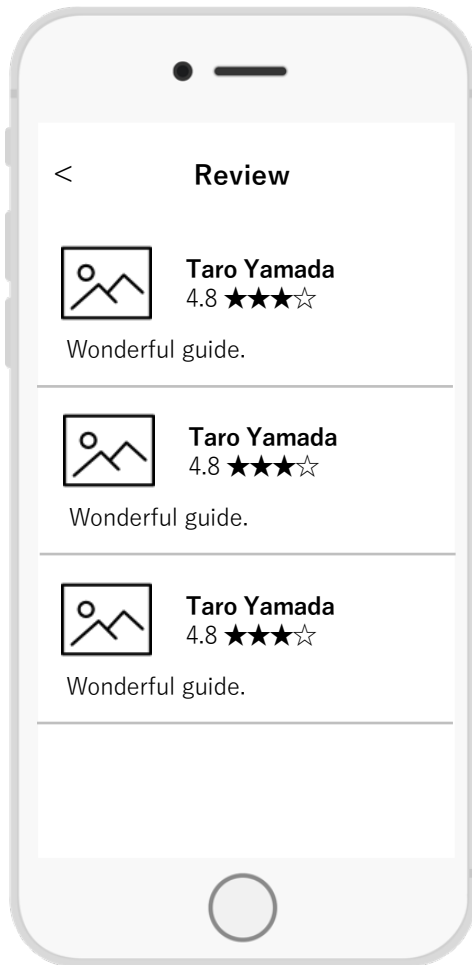 < Review
Taro Yamada
4.8 ★★★☆
Wonderful guide.
Taro Yamada
4.8 ★★★☆
Wonderful guide.
Taro Yamada
4.8 ★★★☆
Wonderful guide.